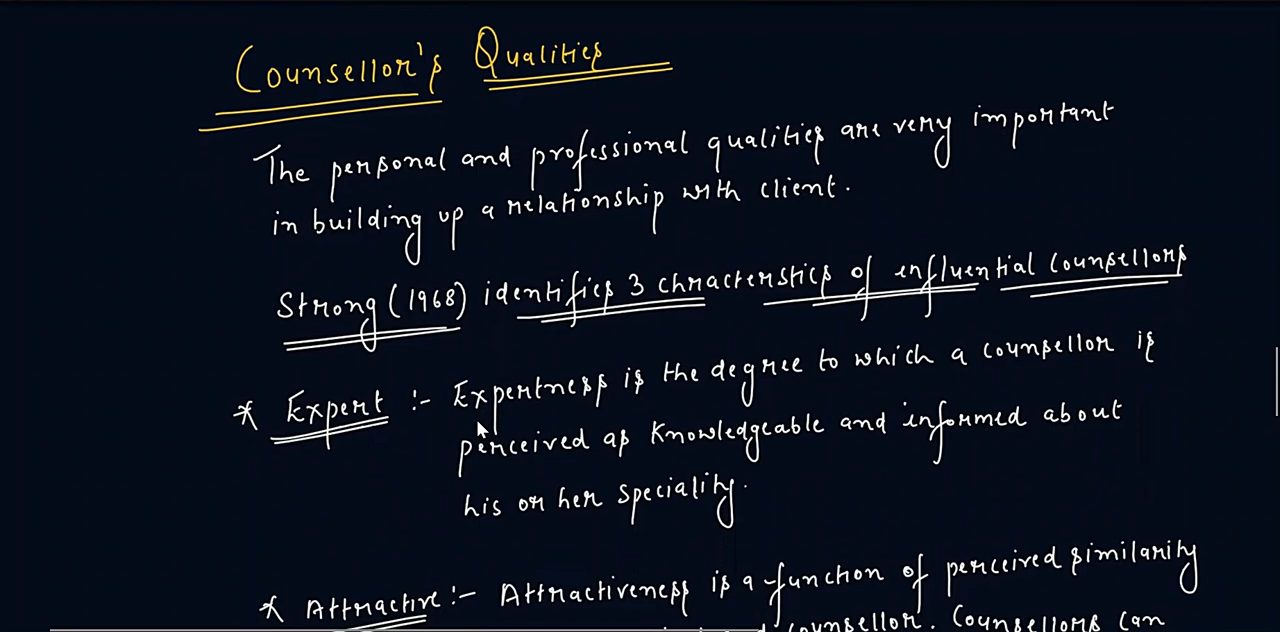 Counsellor's Qualities
The personal and professional qualities are very important
in building up a relationship with client.
Strong (1968) identifies 3 chracterstics of influential counsellors
* Expert :- Expertness is the degree to which a counsellor is
perceived as knowledgeable and informed about
his or her speciality.
* Attractive :- Attractiveness is a function of perceived similarity
counsellor. Counsellors can